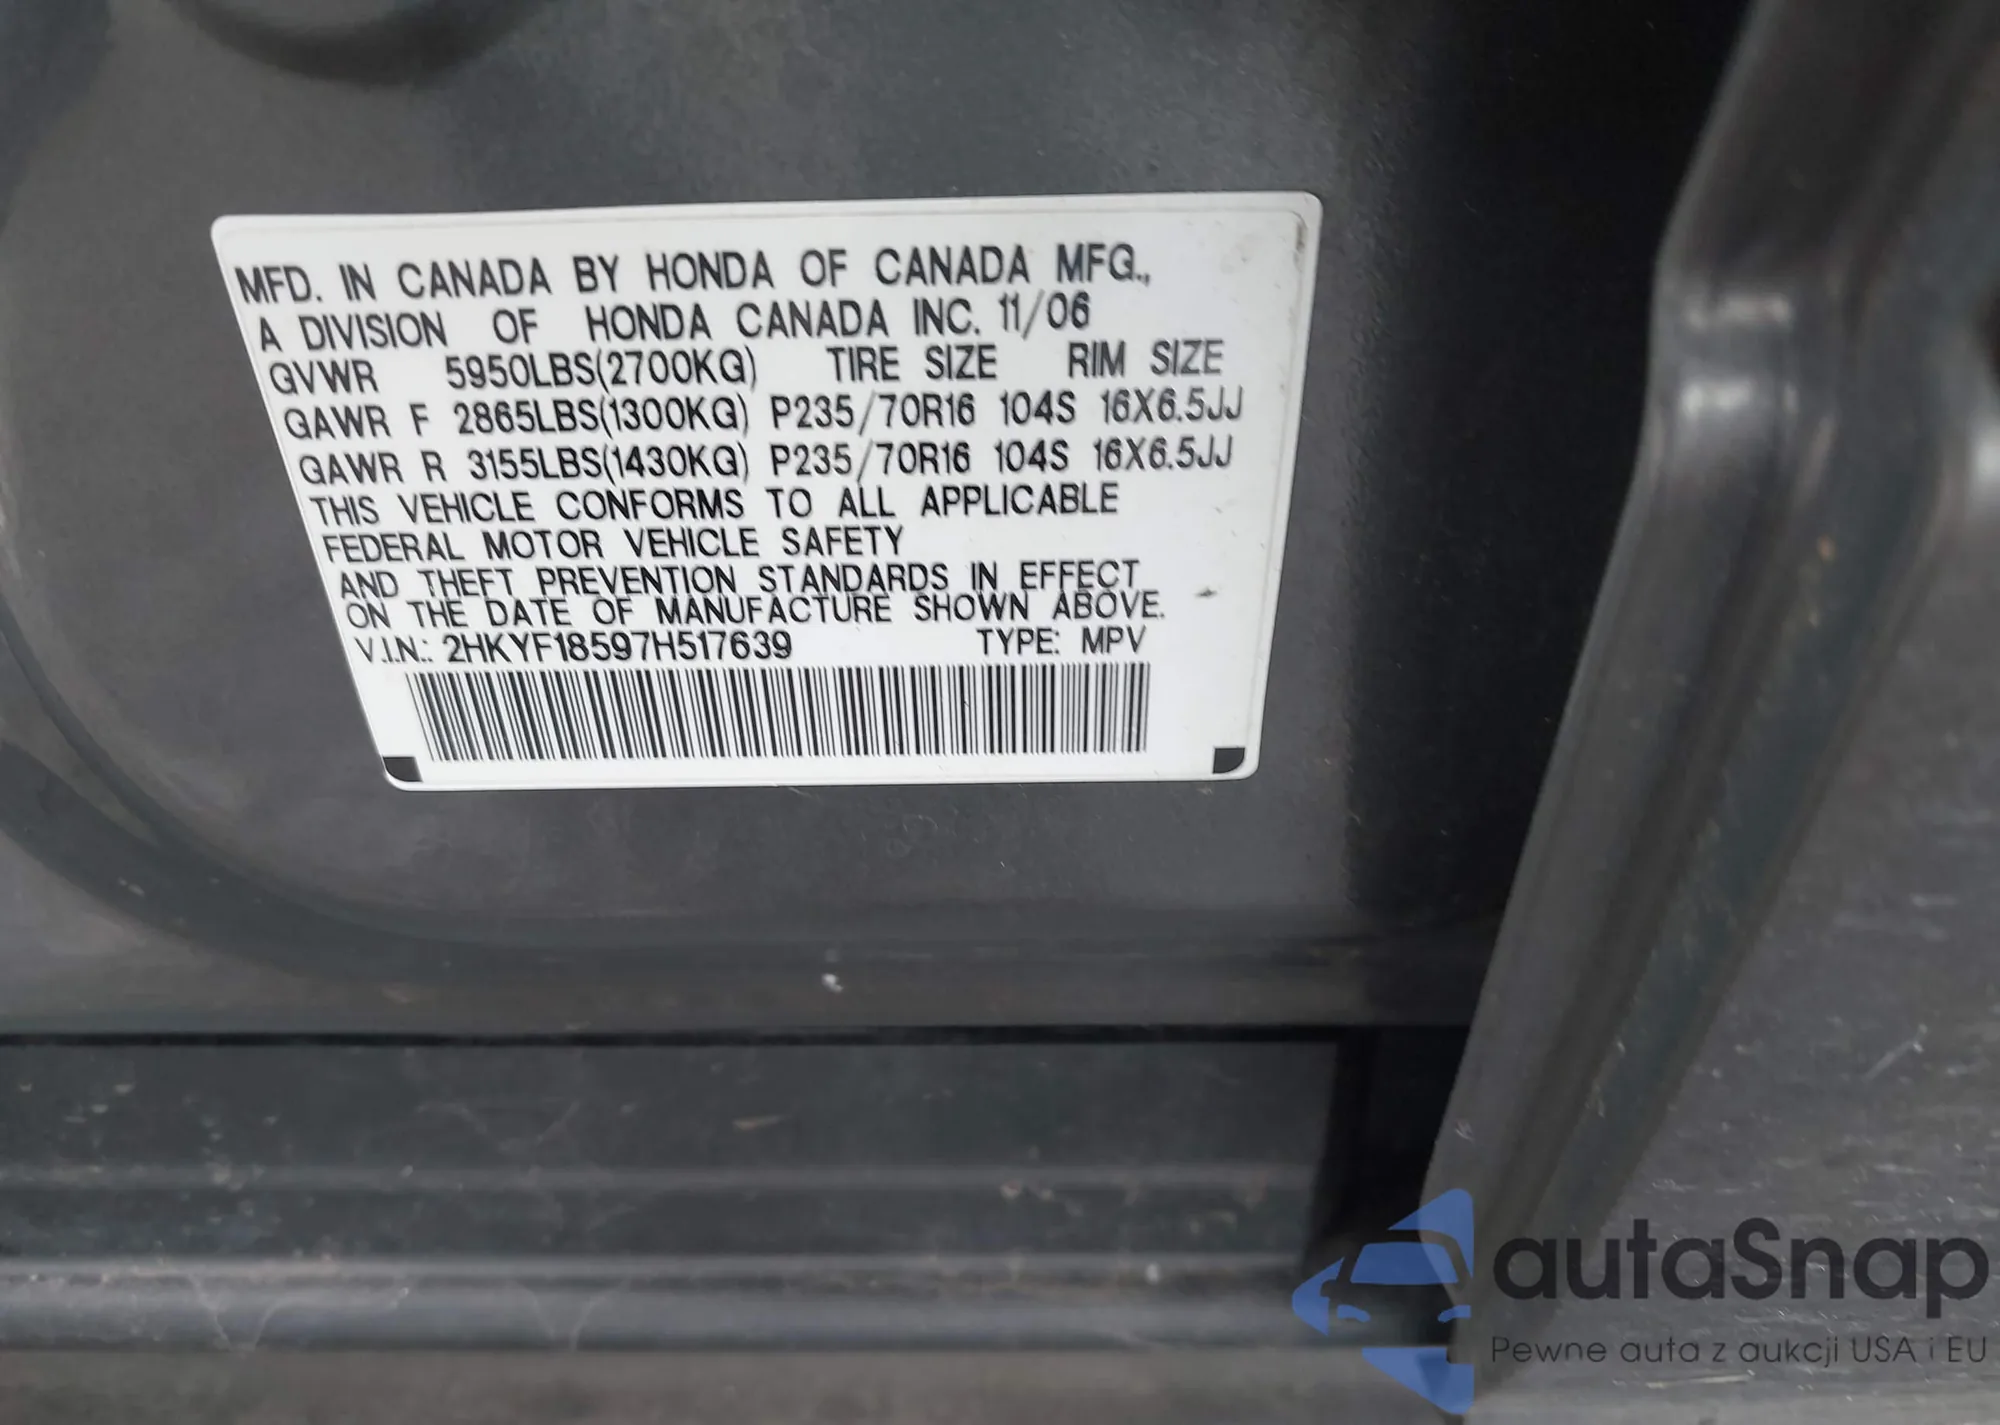 MFD. IN CANADA BY HONDA OF CANADA MFG.,
A DIVISION OF HONDA CANADA INC. 11/06
GVWR 5950LBS(2700KG) TIRE SIZE RIM SIZE
GAWR F 2865LBS(1300KG) P235/70R16 104S 16X6.5JJ
GAWR R 3155LBS(1430KG) P235/70R16 104S 16X6.5JJ
THIS VEHICLE CONFORMS TO ALL APPLICABLE
FEDERAL MOTOR VEHICLE SAFETY
AND THEFT PREVENTION STANDARDS IN EFFECT
ON THE DATE OF MANUFACTURE SHOWN ABOVE.
V.I.N.: 2HKYF18597H517639 TYPE: MPV
autaSnap
Pewne auta z aukcji USA i EU